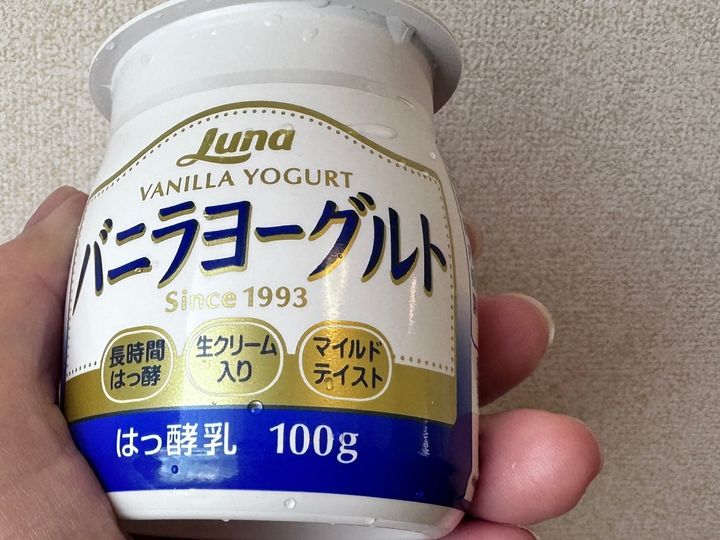 Luna
VANILLA YOGURT
バニラヨーグルト
Since 1993
長時間
はっ酵
生クリーム
入り
マイルド
テイスト
はっ酵乳 100g